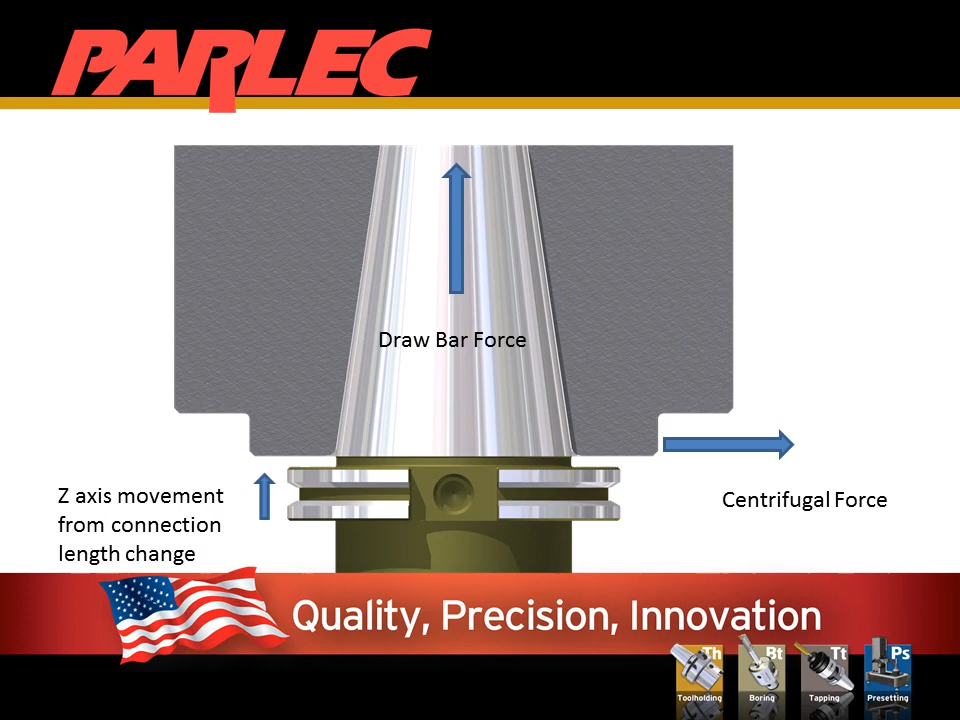 PARLEC
Draw Bar Force
Z axis movement
from connection
length change
Centrifugal Force
Quality, Precision, Innovation
Th
Toolholding
Bt
Boring
Tt
Tapping
Ps
Presetting